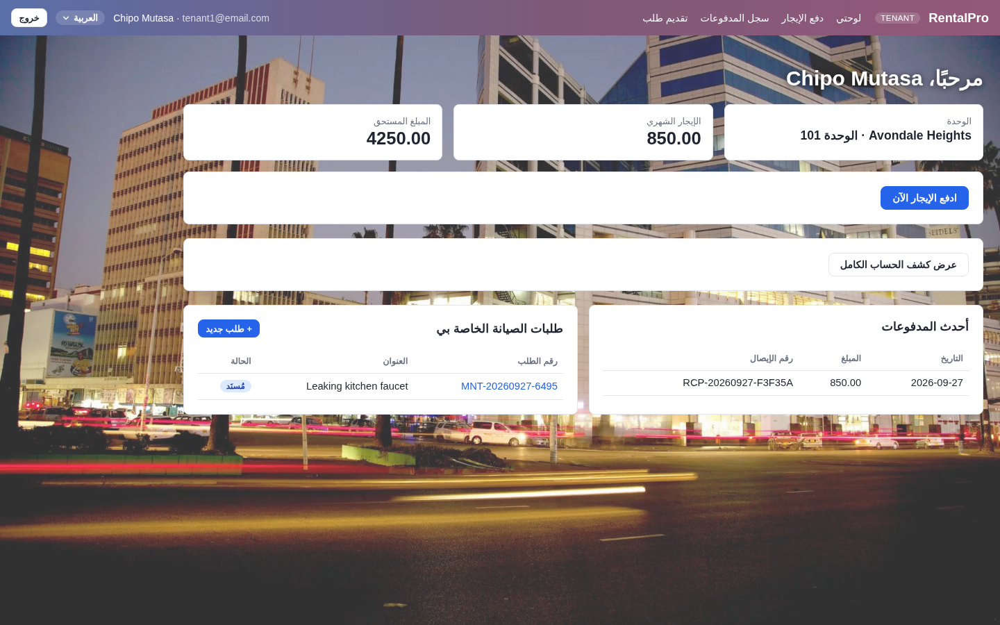 RentalPro TENANT لوحتي دفع الإيجار سجل المدفوعات تقديم طلب Chipo Mutasa · tenant1@email.com العربية خروج
مرحبًا، Chipo Mutasa
الوحدة
Avondale Heights · الوحدة 101
الإيجار الشهري
850.00
المبلغ المستحق
4250.00
ادفع الإيجار الآن
عرض كشف الحساب الكامل
أحدث المدفوعات
التاريخ المبلغ رقم الإيصال
2026-09-27 850.00 RCP-20260927-F3F35A
طلبات الصيانة الخاصة بي
+ طلب جديد
رقم الطلب العنوان الحالة
MNT-20260927-6495 Leaking kitchen faucet مُسنَد
SEIDELS